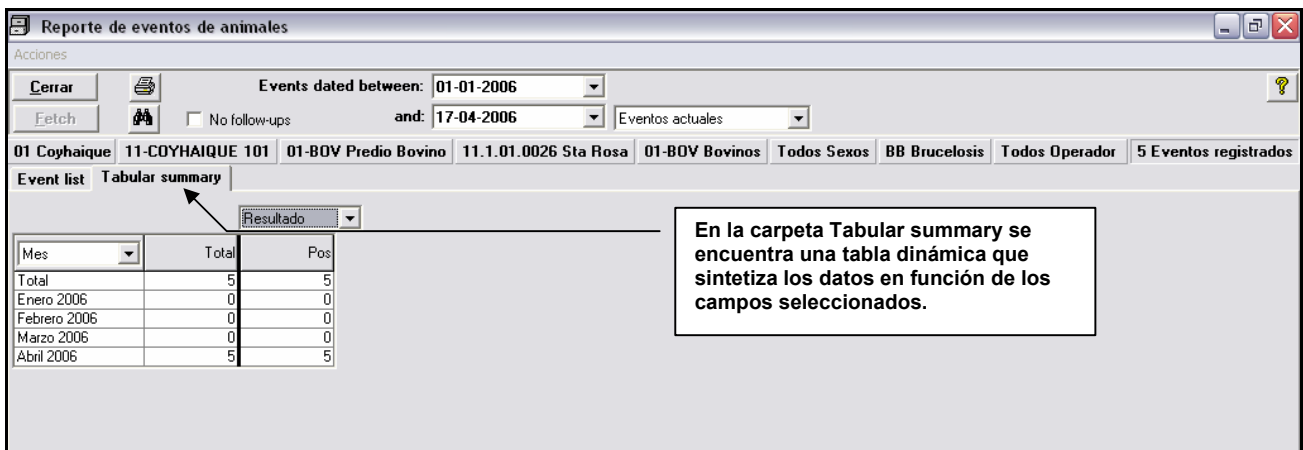 Reporte de eventos de animales
Acciones
Cerrar Events dated between: 01-01-2006
Fetch No follow-ups and: 17-04-2006 Eventos actuales
01 Coyhaique 11-COYHAIQUE 101 01-BOV Predio Bovino 11.1.01.0026 Sta Rosa 01-BOV Bovinos Todos Sexos BB Brucelosis Todos Operador 5 Eventos registrados
Event list Tabular summary
Resultado
Mes Total Pos
Total 5 5
Enero 2006 0 0
Febrero 2006 0 0
Marzo 2006 0 0
Abril 2006 5 5
En la carpeta Tabular summary se
encuentra una tabla dinámica que
sintetiza los datos en función de los
campos seleccionados.